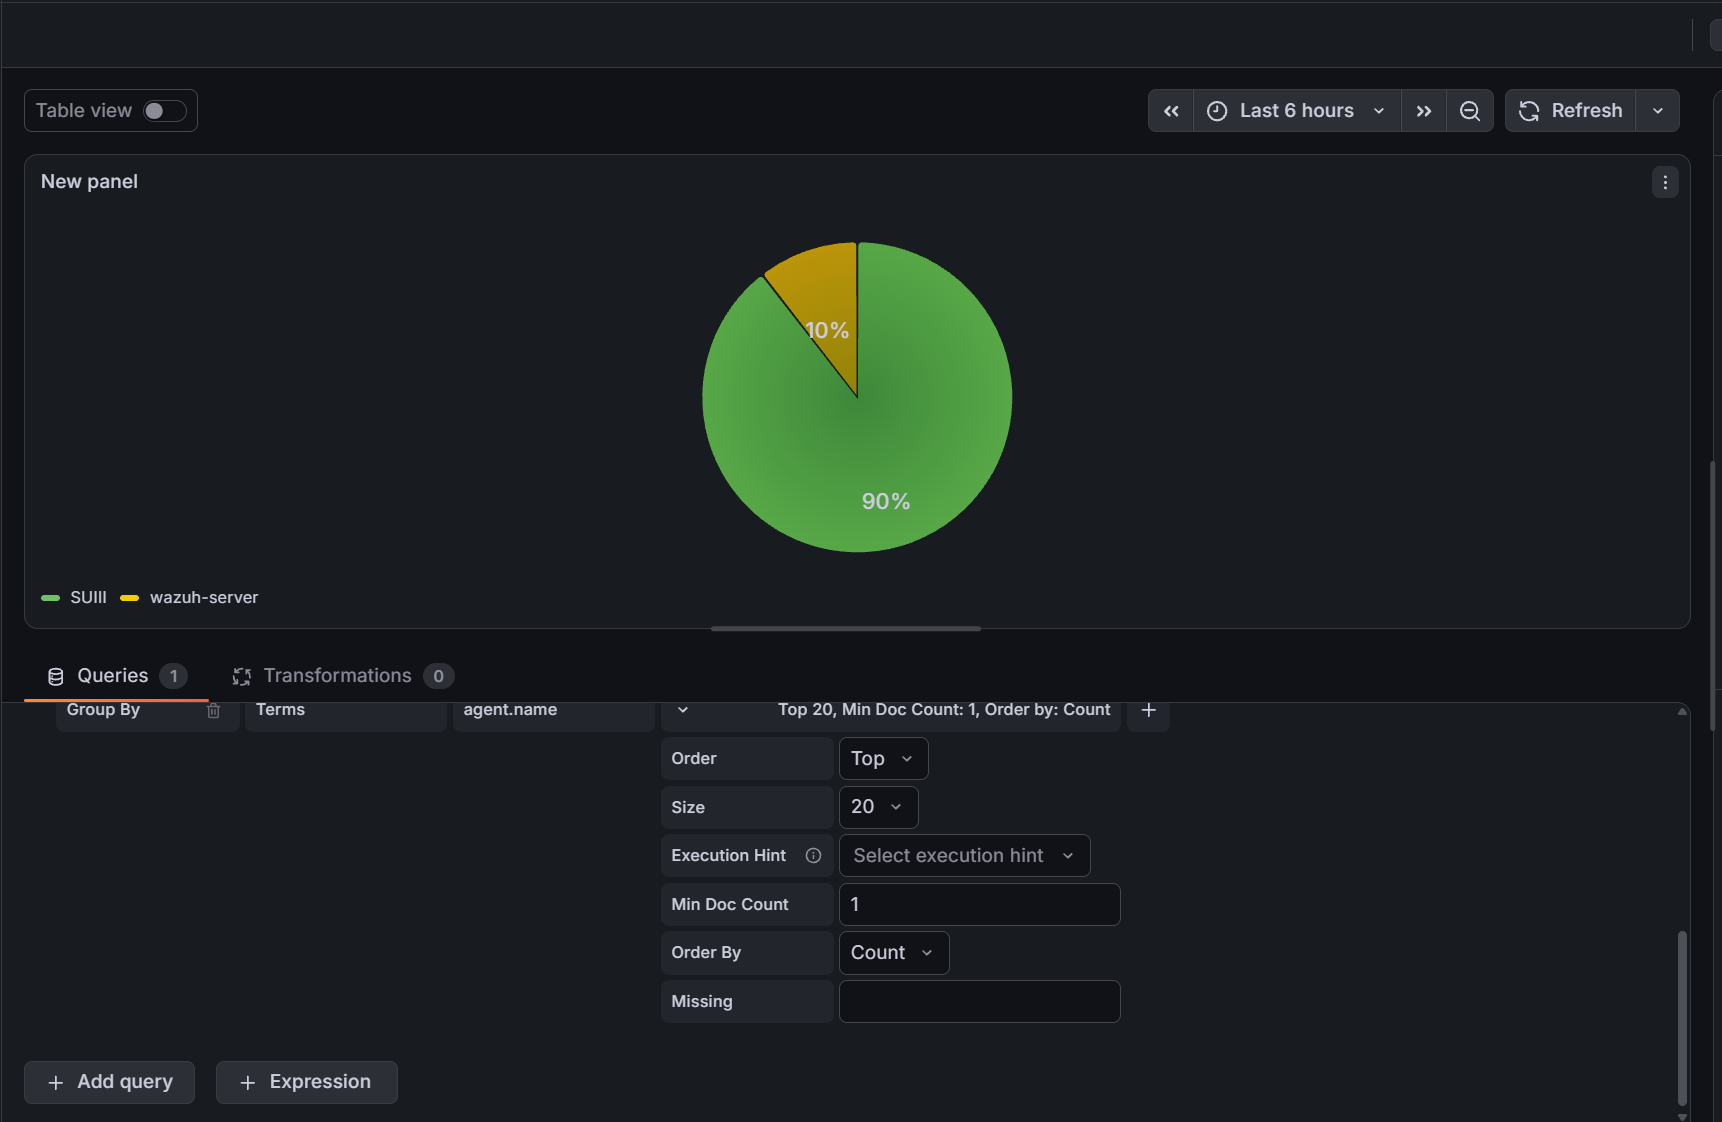 Table view
Last 6 hours
Refresh
New panel
10%
90%
SUIII wazuh-server
Queries 1 Transformations 0
Group By Terms agent.name Top 20, Min Doc Count: 1, Order by: Count +
Order Top
Size 20
Execution Hint Select execution hint
Min Doc Count 1
Order By Count
Missing
+ Add query + Expression